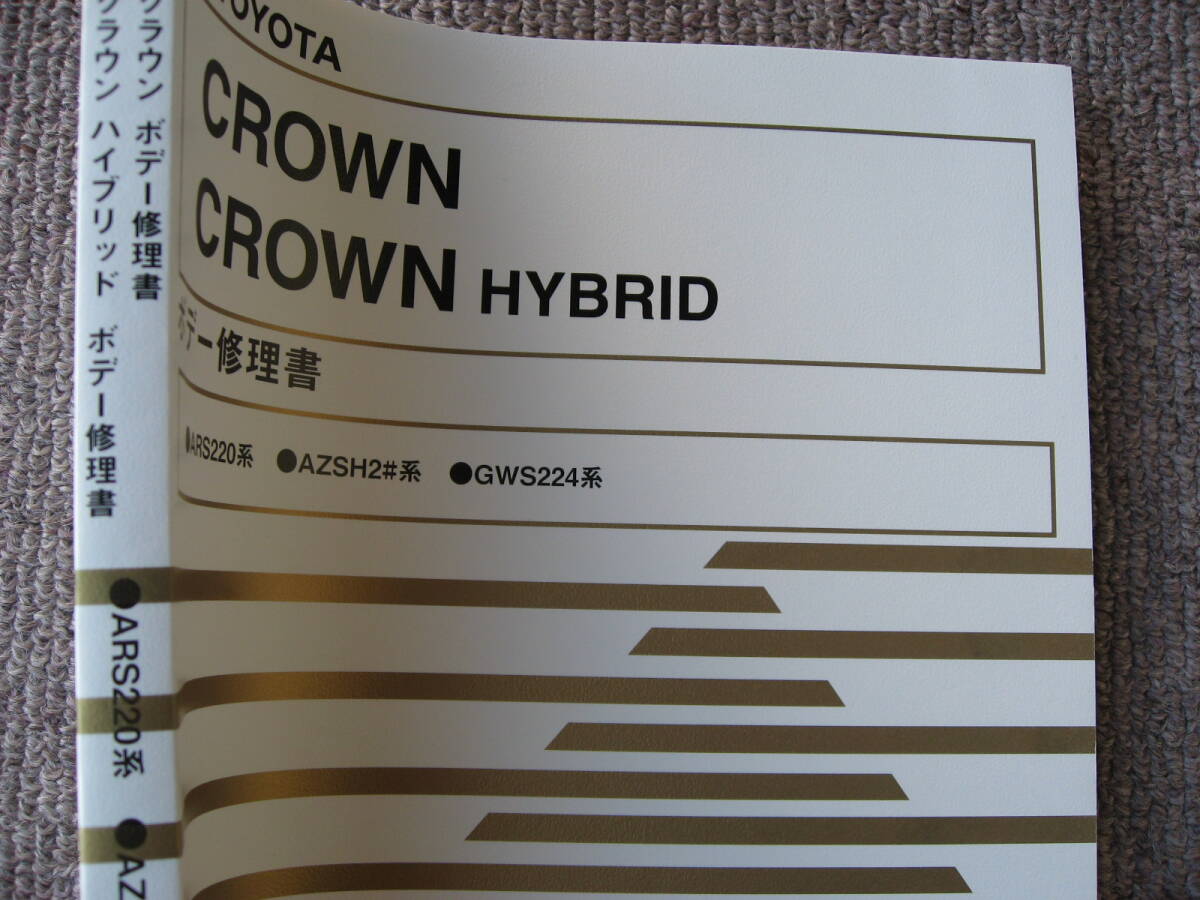 TOYOTA
CROWN
CROWN HYBRID
ボデー修理書
●ARS220系 ●AZSH2#系 ●GWS224系
クラウン ボデー修理書
クラウン ハイブリッド ボデー修理書
●ARS220系 ●AZ